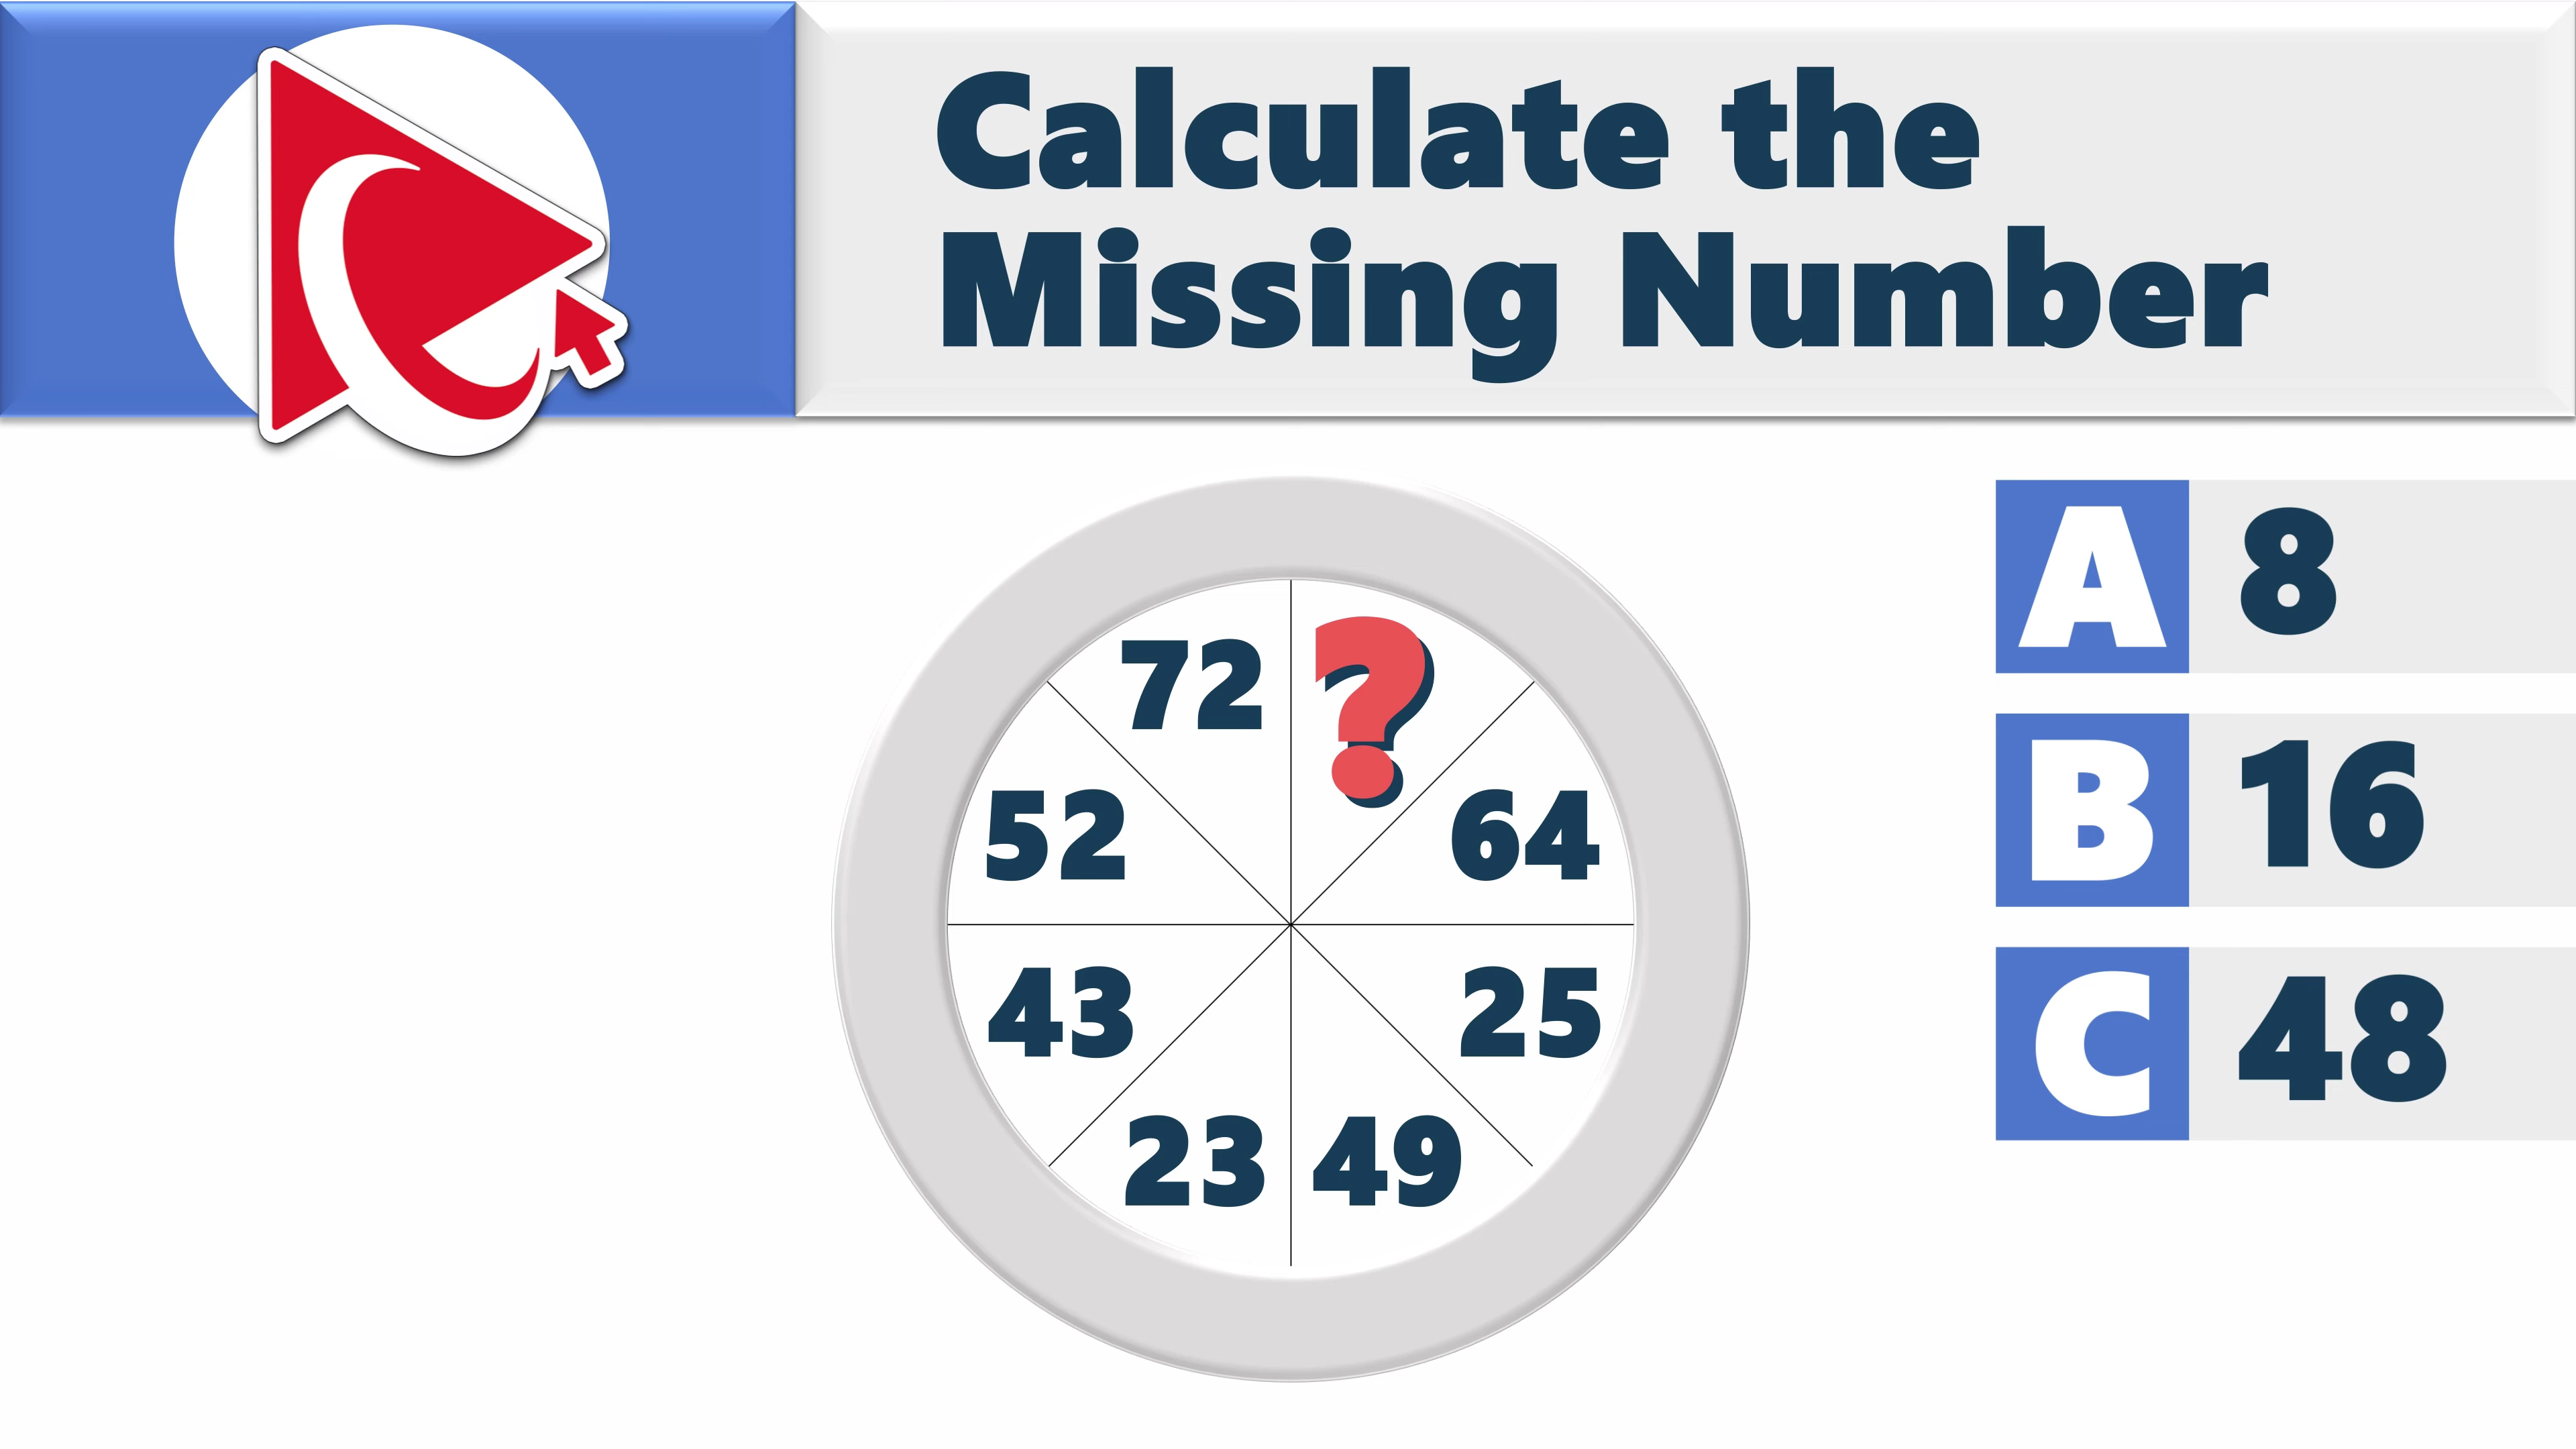 Calculate the
Missing Number
A 8
B 16
C 48
72 ?
52 64
43 25
23 49